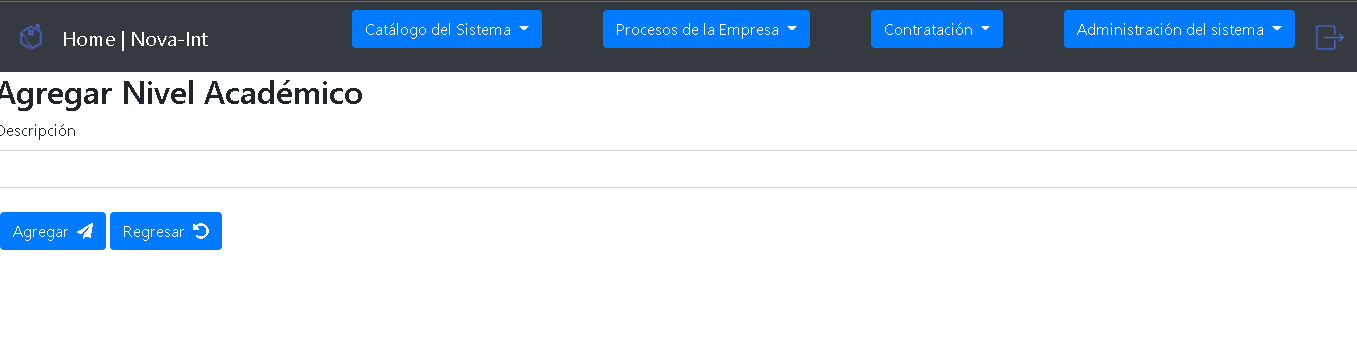 Home | Nova-Int
Catálogo del Sistema
Procesos de la Empresa
Contratación
Administración del sistema
Agregar Nivel Académico
Descripción
Agregar
Regresar